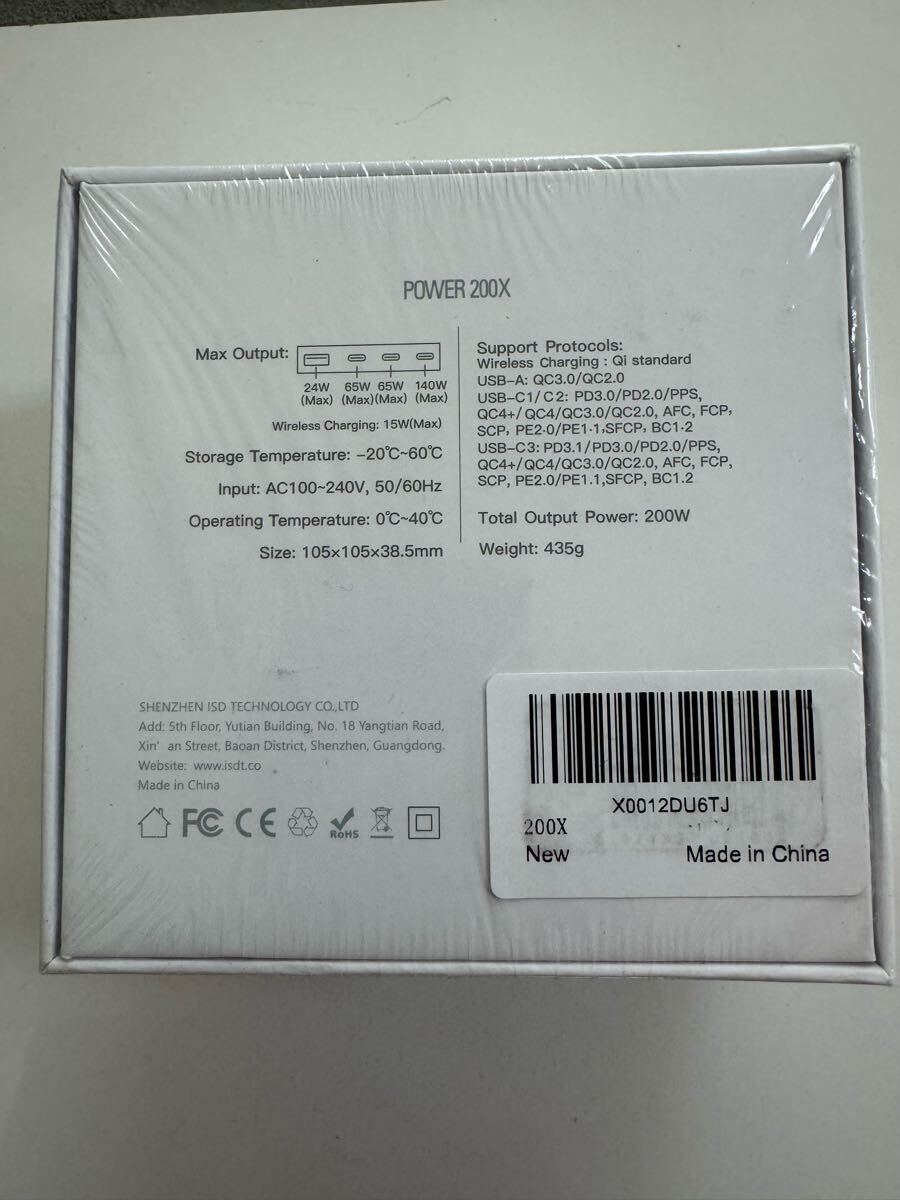 POWER 200X
Max Output:
24W 65W 65W 140W
(Max) (Max)(Max) (Max)
Wireless Charging: 15W(Max)
Storage Temperature: -20℃~60℃
Input: AC100~240V, 50/60Hz
Operating Temperature: 0℃~40℃
Size: 105×105×38.5mm
Support Protocols:
Wireless Charging : Qi standard
USB-A: QC3.0/QC2.0
USB-C1/ C2: PD3.0/PD2.0/PPS,
QC4+/ QC4/QC3.0/QC2.0, AFC, FCP,
SCP, PE2·0/PE1·1,SFCP, BC1·2
USB-C3: PD3.1/PD3.0/PD2.0/PPS,
QC4+/QC4/QC3.0/QC2.0, AFC, FCP,
SCP, PE2.0/PE1.1,SFCP, BC1.2
Total Output Power: 200W
Weight: 435g
SHENZHEN ISD TECHNOLOGY CO.,LTD
Add: 5th Floor, Yutian Building, No. 18 Yangtian Road,
Xin' an Street, Baoan District, Shenzhen, Guangdong.
Website: www.isdt.co
Made in China
FC CE RoHS
X0012DU6TJ
200X
New Made in China